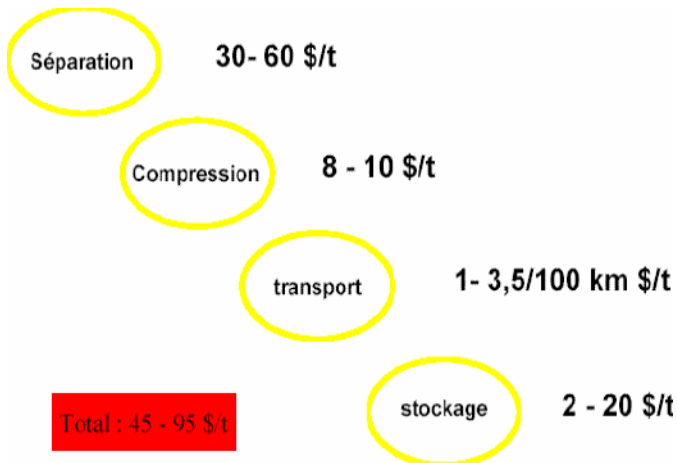 Séparation 30- 60 $/t
Compression 8 - 10 $/t
transport 1- 3,5/100 km $/t
stockage 2 - 20 $/t
Total : 45 - 95 $/t